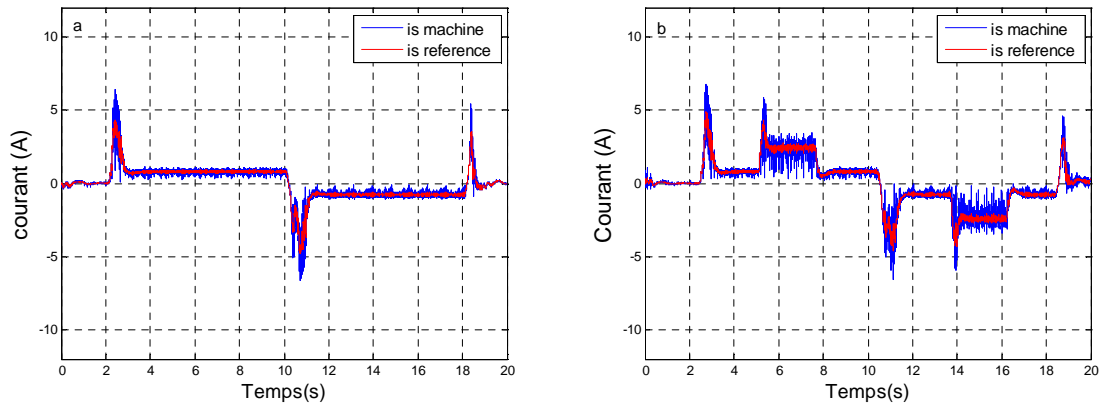 a
is machine
is reference
courant (A)
10
5
0
-5
-10
0 2 4 6 8 10 12 14 16 18 20
Temps(s)
b
is machine
is reference
Courant (A)
10
5
0
-5
-10
0 2 4 6 8 10 12 14 16 18 20
Temps(s)